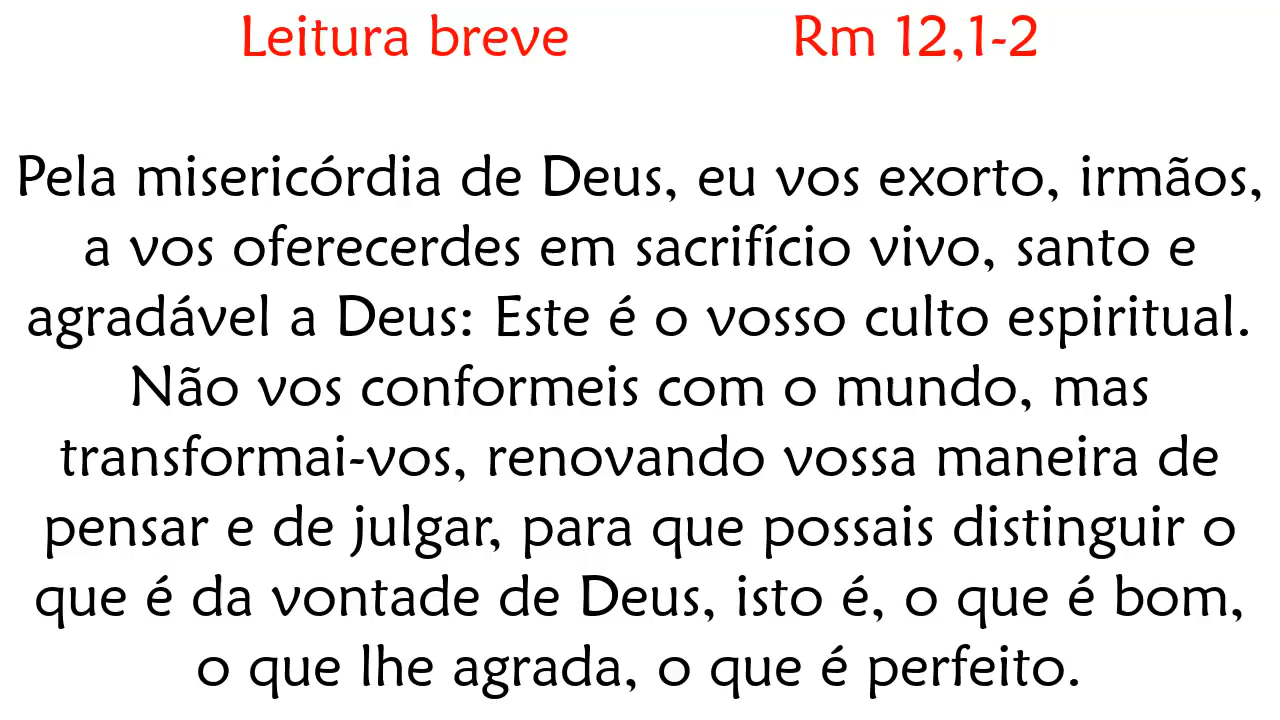 Leitura breve Rm 12,1-2
Pela misericórdia de Deus, eu vos exorto, irmãos,
a vos oferecerdes em sacrifício vivo, santo e
agradável a Deus: Este é o vosso culto espiritual.
Não vos conformeis com o mundo, mas
transformai-vos, renovando vossa maneira de
pensar e de julgar, para que possais distinguir o
que é da vontade de Deus, isto é, o que é bom,
o que lhe agrada, o que é perfeito.